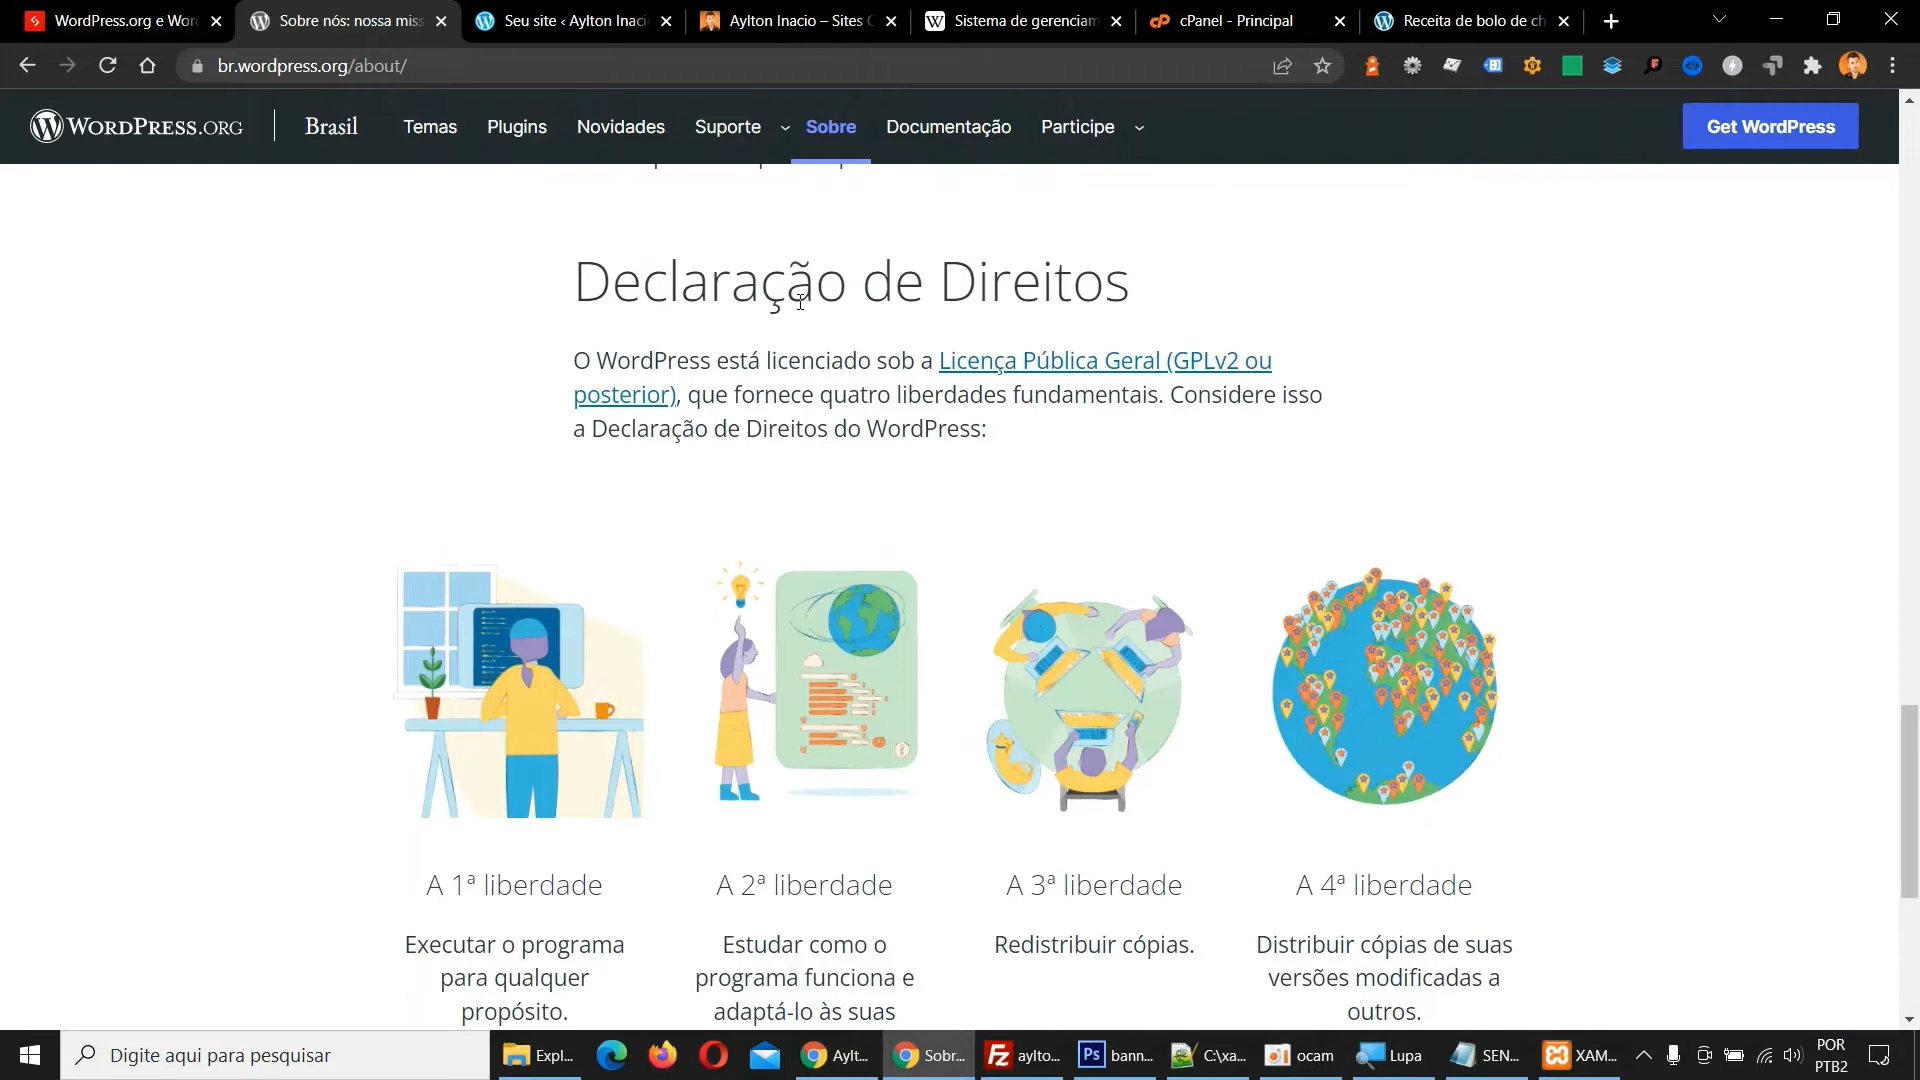 WordPress.org e Wor
Sobre nós: nossa miss
Seu site ‹ Aylton Inaci
Aylton Inacio – Sites C
Sistema de gerenciam
cPanel - Principal
Receita de bolo de ch
br.wordpress.org/about/
WORDPRESS.ORG
Brasil
Temas
Plugins
Novidades
Suporte
Sobre
Documentação
Participe
Get WordPress
Declaração de Direitos
O WordPress está licenciado sob a Licença Pública Geral (GPLv2 ou
posterior), que fornece quatro liberdades fundamentais. Considere isso
a Declaração de Direitos do WordPress:
A 1ª liberdade
Executar o programa
para qualquer
propósito.
A 2ª liberdade
Estudar como o
programa funciona e
adaptá-lo às suas
A 3ª liberdade
Redistribuir cópias.
A 4ª liberdade
Distribuir cópias de suas
versões modificadas a
outros.
Digite aqui para pesquisar
Expl...
Aylt...
Sobr...
aylto...
bann...
C:\xa...
ocam
Lupa
SEN...
XAM...
POR
PTB2